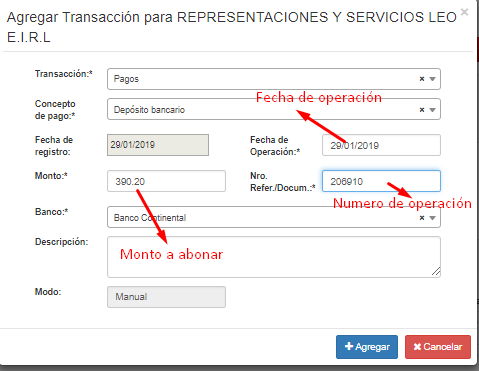 Agregar Transacción para REPRESENTACIONES Y SERVICIOS LEO
E.I.R.L
×
Transacción:*
Pagos
Concepto
de pago:*
Depósito bancario
Fecha de operación
Fecha de
registro:
29/01/2019
Fecha de
Operación:*
29/01/2019
Monto:*
390.20
Nro.
Refer./Docum.:*
206910
Numero de operación
Banco:*
Banco Continental
Monto a abonar
Descripción:
Modo:
Manual
+ Agregar
× Cancelar